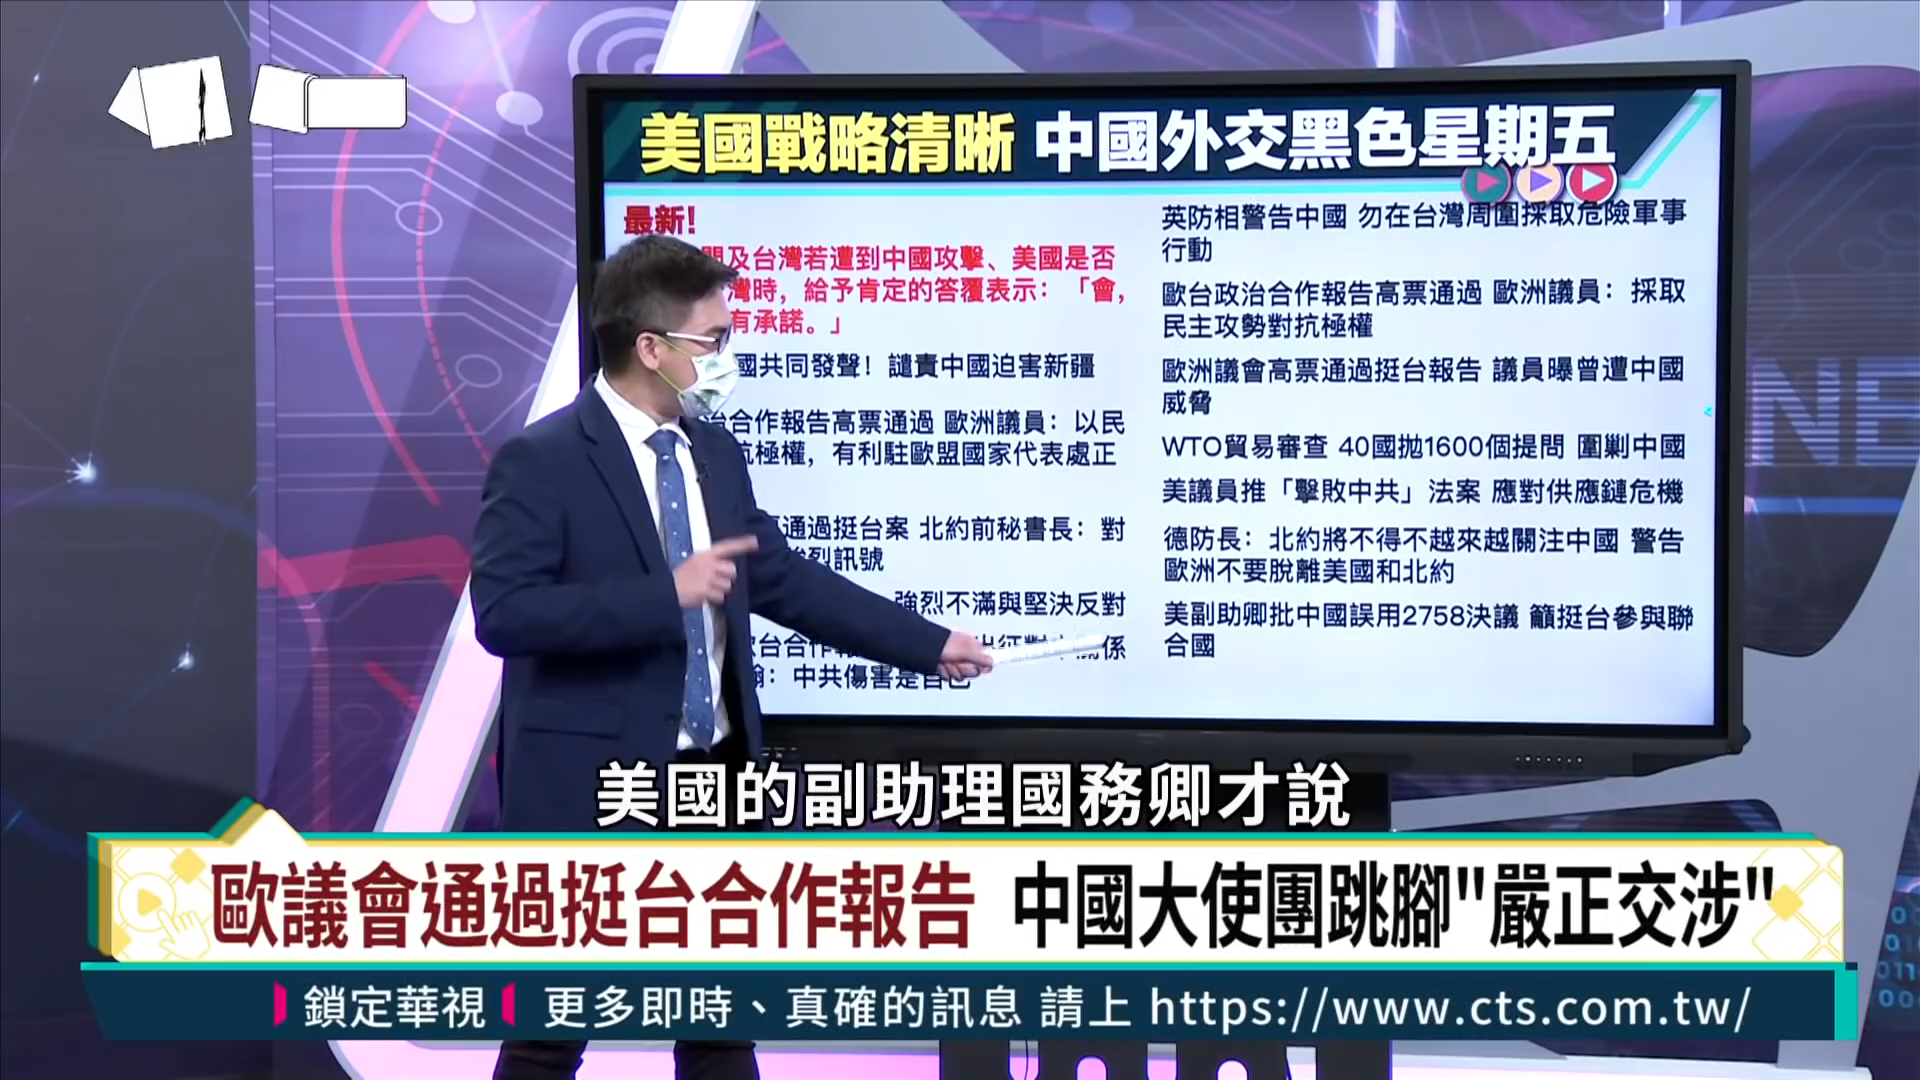 美國戰略清晰 中國外交黑色星期五
最新!
問及台灣若遭到中國攻擊、美國是否
灣時，給予肯定的答覆表示：「會，
有承諾。」
國共同發聲！譴責中國迫害新疆
治合作報告高票通過 歐洲議員：以民
抗極權，有利駐歐盟國家代表處正
通過挺台案 北約前秘書長：對
強烈訊號
強烈不滿與堅決反對
台合作
係
翰：中共傷害是自己
英防相警告中國 勿在台灣周圍採取危險軍事
行動
歐台政治合作報告高票通過 歐洲議員：採取
民主攻勢對抗極權
歐洲議會高票通過挺台報告 議員曝曾遭中國
威脅
WTO貿易審查 40國拋1600個提問 圍剿中國
美議員推「擊敗中共」法案 應對供應鏈危機
德防長：北約將不得不越來越關注中國 警告
歐洲不要脫離美國和北約
美副助卿批中國誤用2758決議 籲挺台參與聯
合國
NE
美國的副助理國務卿才說
歐議會通過挺台合作報告 中國大使團跳腳"嚴正交涉"
鎖定華視 更多即時、真確的訊息 請上 https://www.cts.com.tw/